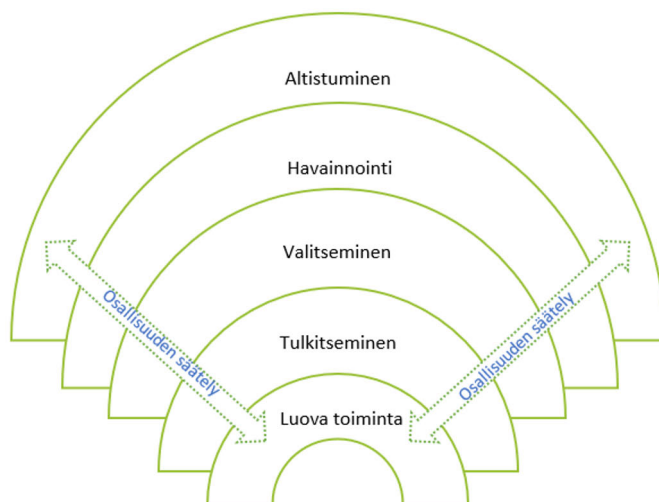 Altistuminen
Havainnointi
Valitseminen
Tulkitseminen
Luova toiminta
Osallisuuden säätely
Osallisuuden säätely